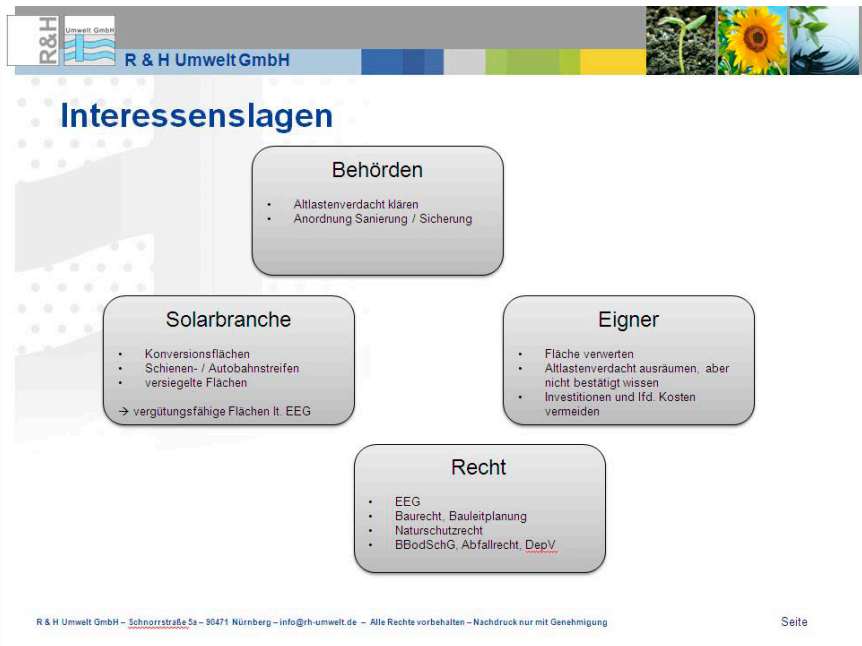 R&H
Umwelt GmbH
R & H Umwelt GmbH
Interessenslagen
Behörden
• Altlastenverdacht klären
• Anordnung Sanierung / Sicherung
Solarbranche
• Konversionsflächen
• Schienen- / Autobahnstreifen
• versiegelte Flächen
→ vergütungsfähige Flächen lt. EEG
Eigner
• Fläche verwerten
• Altlastenverdacht ausräumen, aber
nicht bestätigt wissen
• Investitionen und lfd. Kosten
vermeiden
Recht
• EEG
• Baurecht, Bauleitplanung
• Naturschutzrecht
• BBodSchG, Abfallrecht, DepV
R & H Umwelt GmbH – Schnorrstraße 5a – 90471 Nürnberg – info@rh-umwelt.de – Alle Rechte vorbehalten – Nachdruck nur mit Genehmigung
Seite